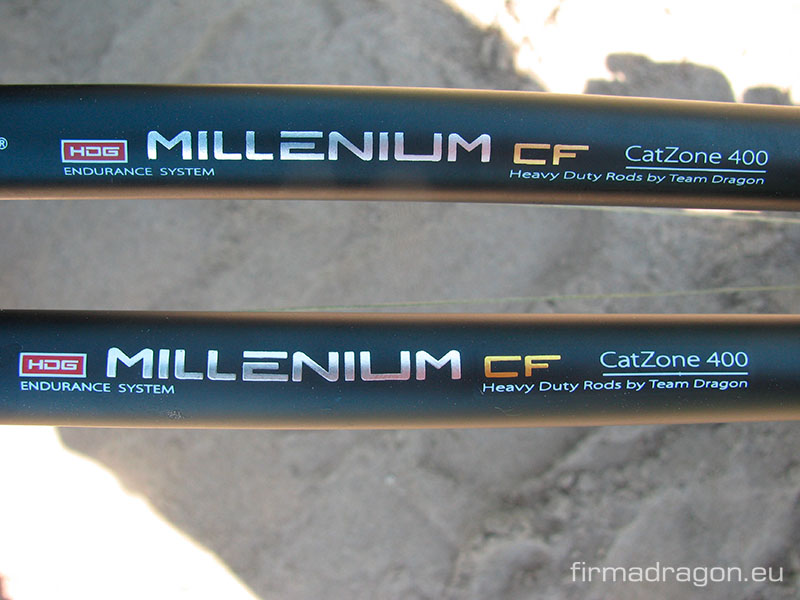 ® HDG MILLENIUM CF CatZone 400
ENDURANCE SYSTEM Heavy Duty Rods by Team Dragon
HDG MILLENIUM CF CatZone 400
ENDURANCE SYSTEM Heavy Duty Rods by Team Dragon
firmadragon.eu